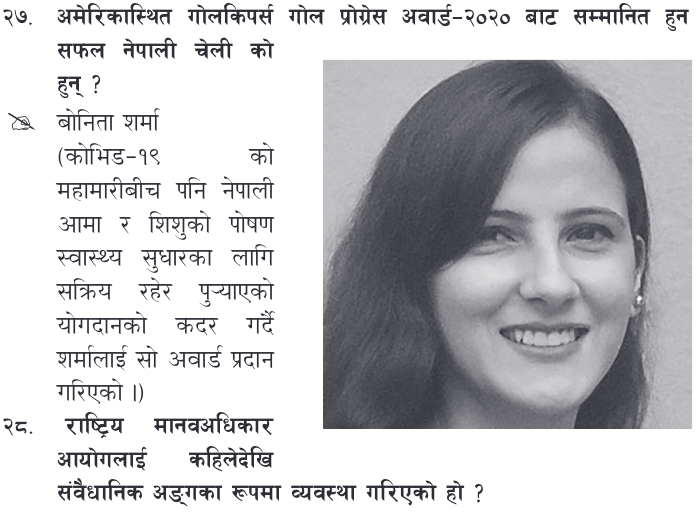 २७. अमेरिकास्थित गोलकिपर्स गोल प्रोग्रेस अवार्ड-२०२० बाट सम्मानित हुन
सफल नेपाली चेली को
हुन् ?
बोनिता शर्मा
(कोभिड-१९ को
महामारीबीच पनि नेपाली
आमा र शिशुको पोषण
स्वास्थ्य सुधारका लागि
सक्रिय रहेर पुऱ्याएको
योगदानको कदर गर्दै
शर्मालाई सो अवार्ड प्रदान
गरिएको ।)
२८. राष्ट्रिय मानवअधिकार
आयोगलाई कहिलेदेखि
संवैधानिक अङ्गका रूपमा व्यवस्था गरिएको हो ?